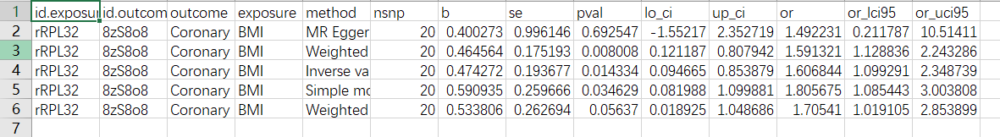 1 id.exposur id.outcom outcome exposure method nsnp b se pval lo_ci up_ci or or_lci95 or_uci95
2 rRPL32 8zS8o8 Coronary BMI MR Egger 20 0.400273 0.996146 0.692547 -1.55217 2.352719 1.492231 0.211787 10.51411
3 rRPL32 8zS8o8 Coronary BMI Weighted 20 0.464564 0.175193 0.008008 0.121187 0.807942 1.591321 1.128836 2.243286
4 rRPL32 8zS8o8 Coronary BMI Inverse va 20 0.474272 0.193677 0.014334 0.094665 0.853879 1.606844 1.099291 2.348739
5 rRPL32 8zS8o8 Coronary BMI Simple mo 20 0.590935 0.259666 0.034629 0.081988 1.099881 1.805675 1.085443 3.003808
6 rRPL32 8zS8o8 Coronary BMI Weighted 20 0.533806 0.262694 0.05637 0.018925 1.048686 1.70541 1.019105 2.853899
7